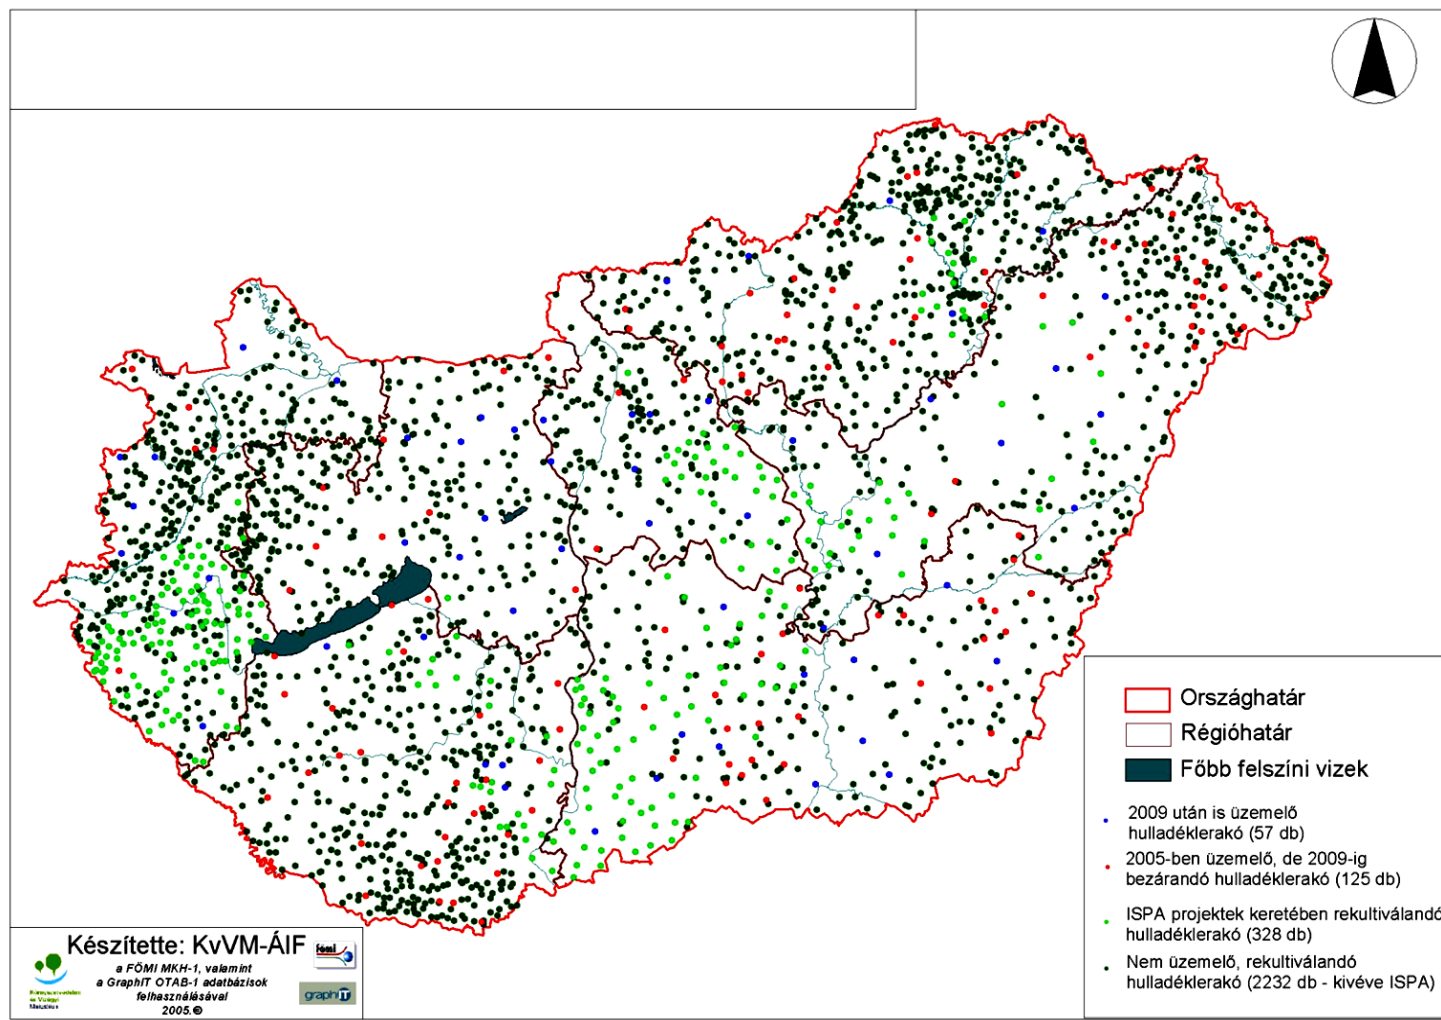 Országhatár
Régióhatár
Főbb felszíni vizek
2009 után is üzemelő
hulladéklerakó (57 db)
2005-ben üzemelő, de 2009-ig
bezárandó hulladéklerakó (125 db)
ISPA projektek keretében rekultiválandó
hulladéklerakó (328 db)
Nem üzemelő, rekultiválandó
hulladéklerakó (2232 db - kivéve ISPA)
Készítette: KvVM-ÁIF
a FÖMI MKH-1, valamint
a GraphIT OTAB-1 adatbázisok
felhasználásával
2005.©
fömi
graphIT